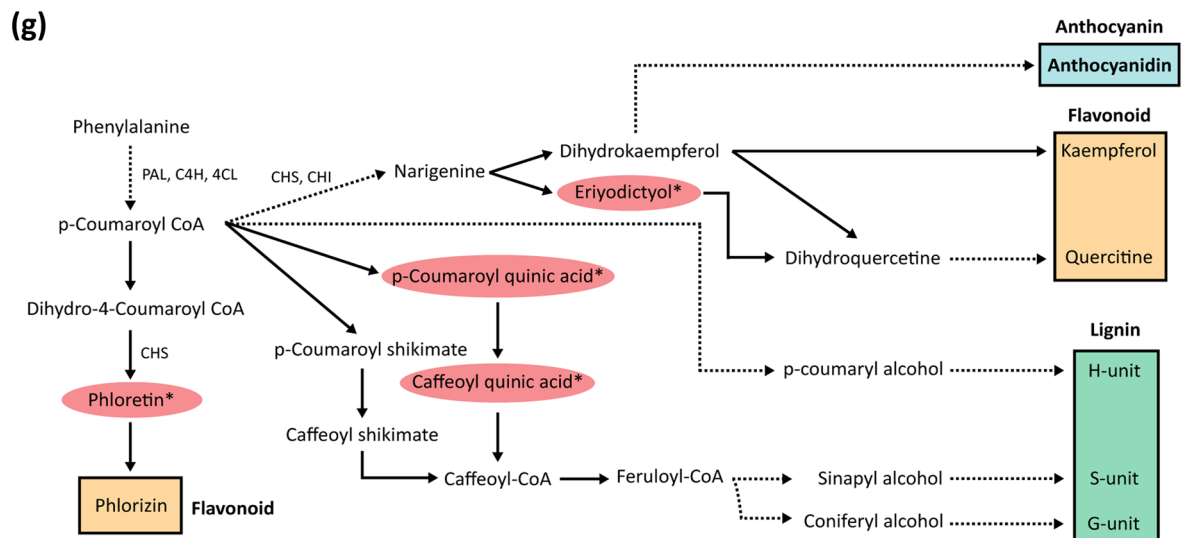 (g)
Anthocyanin
Anthocyanidin
Flavonoid
Phenylalanine
PAL, C4H, 4CL
CHS, CHI
Narigenine
Dihydrokaempferol
Kaempferol
Eriyodictyol*
p-Coumaroyl CoA
Dihydroquercetine
Quercitine
p-Coumaroyl quinic acid*
Dihydro-4-Coumaroyl CoA
Lignin
CHS
p-Coumaroyl shikimate
p-coumaryl alcohol
H-unit
Phloretin*
Caffeoyl quinic acid*
Caffeoyl shikimate
Caffeoyl-CoA
Feruloyl-CoA
Sinapyl alcohol
S-unit
Phlorizin
Flavonoid
Coniferyl alcohol
G-unit